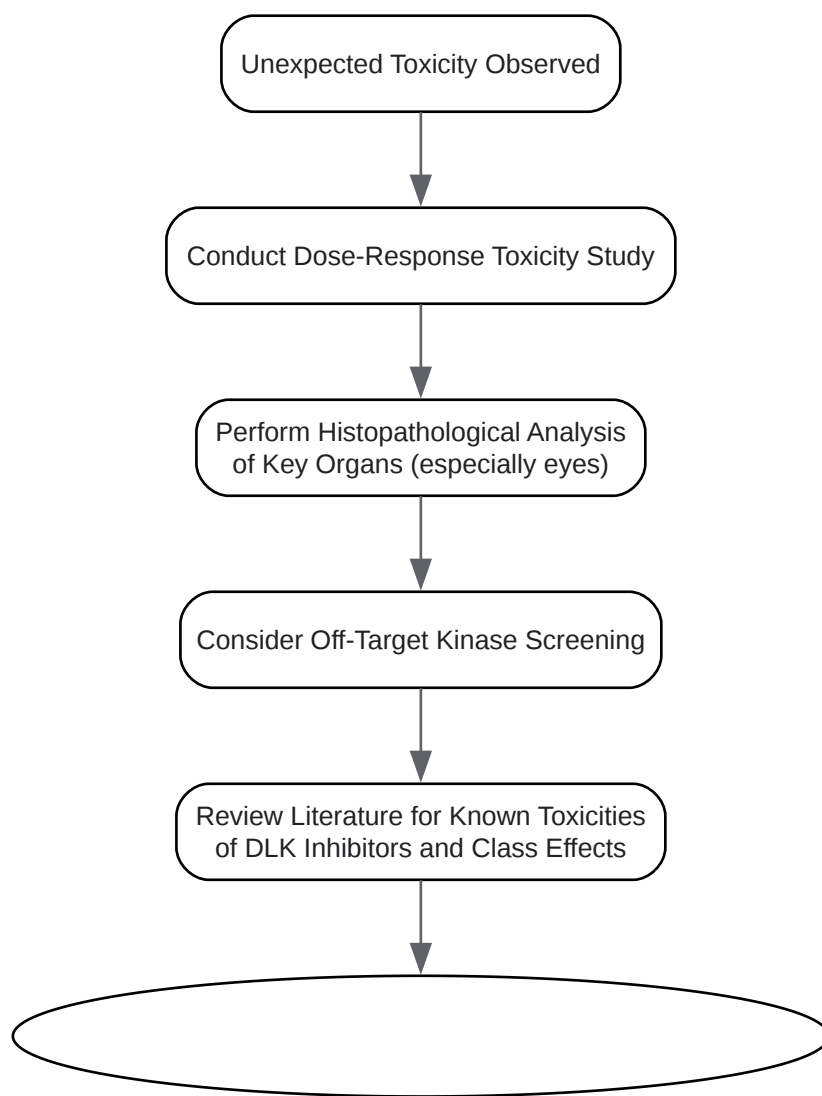 Unexpected Toxicity Observed
Conduct Dose-Response Toxicity Study
Perform Histopathological Analysis
of Key Organs (especially eyes)
Consider Off-Target Kinase Screening
Review Literature for Known Toxicities
of DLK Inhibitors and Class Effects